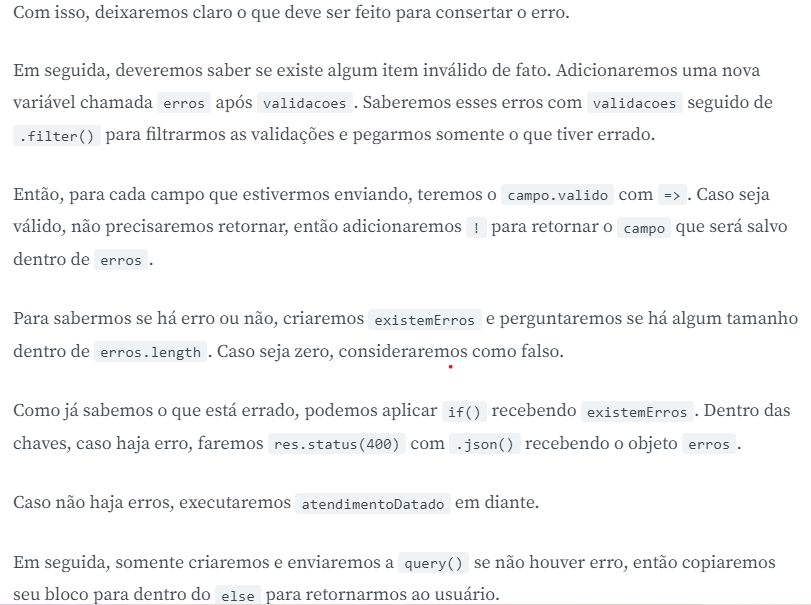 Com isso, deixaremos claro o que deve ser feito para consertar o erro.
Em seguida, deveremos saber se existe algum item inválido de fato. Adicionaremos uma nova
variável chamada erros após validacoes. Saberemos esses erros com validacoes seguido de
.filter() para filtrarmos as validações e pegarmos somente o que tiver errado.
Então, para cada campo que estivermos enviando, teremos o campo.valido com =>. Caso seja
válido, não precisaremos retornar, então adicionaremos ! para retornar o campo que será salvo
dentro de erros.
Para sabermos se há erro ou não, criaremos existemErros e perguntaremos se há algum tamanho
dentro de erros.length. Caso seja zero, consideraremos como falso.
Como já sabemos o que está errado, podemos aplicar if() recebendo existemErros. Dentro das
chaves, caso haja erro, faremos res.status(400) com .json() recebendo o objeto erros.
Caso não haja erros, executaremos atendimentoDatado em diante.
Em seguida, somente criaremos e enviaremos a query() se não houver erro, então copiaremos
seu bloco para dentro do else para retornarmos ao usuário.